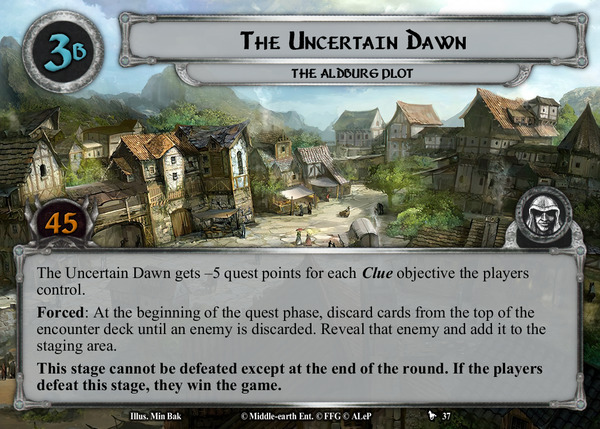 3B
The Uncertain Dawn
The Aldburg Plot
45
The Uncertain Dawn gets –5 quest points for each Clue objective the players
control.
Forced: At the beginning of the quest phase, discard cards from the top of the
encounter deck until an enemy is discarded. Reveal that enemy and add it to the
staging area.
This stage cannot be defeated except at the end of the round. If the players
defeat this stage, they win the game.
Illus. Min Bak © Middle-earth Ent. © FFG © ALeP 37